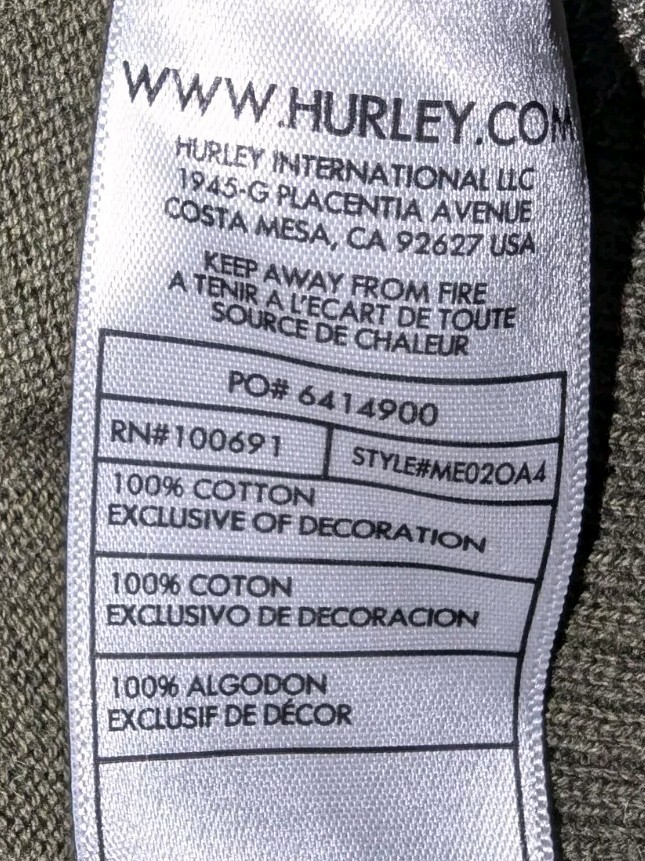 WWW.HURLEY.COM
HURLEY INTERNATIONAL LLC
1945-G PLACENTIA AVENUE
COSTA MESA, CA 92627 USA
KEEP AWAY FROM FIRE
A TENIR A L'ECART DE TOUTE
SOURCE DE CHALEUR
PO# 6414900
RN#100691
STYLE#ME02OA4
100% COTTON
EXCLUSIVE OF DECORATION
100% COTON
EXCLUSIVO DE DECORACION
100% ALGODON
EXCLUSIF DE DÉCOR